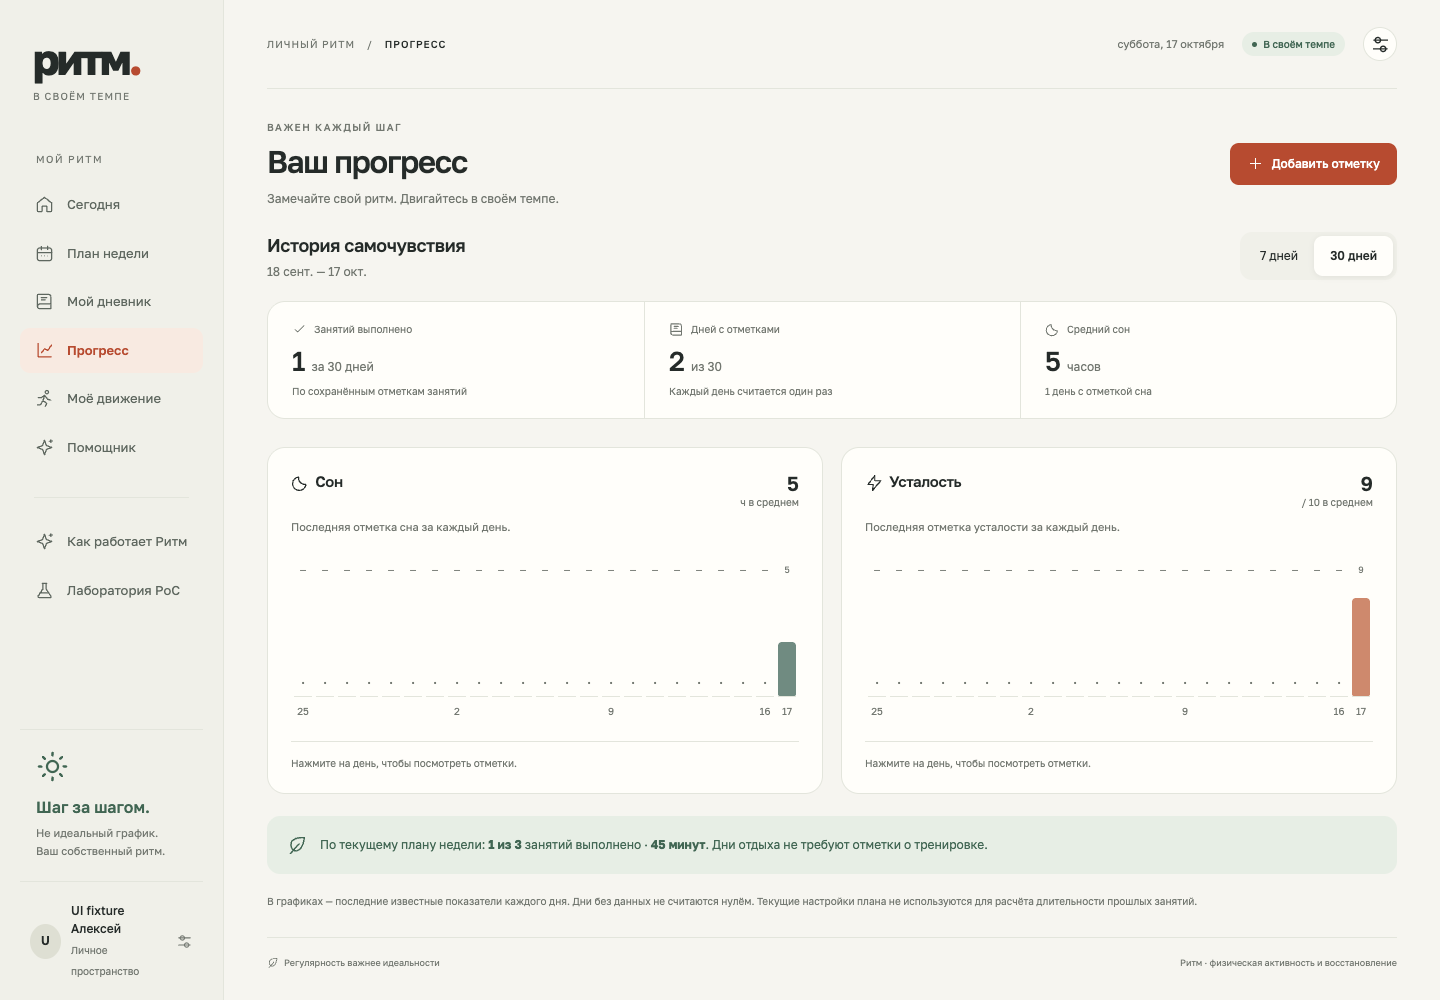 ритм.
В СВОЁМ ТЕМПЕ
МОЙ РИТМ
Сегодня
План недели
Мой дневник
Прогресс
Моё движение
Помощник
Как работает Ритм
Лаборатория PoC
Шаг за шагом.
Не идеальный график.
Ваш собственный ритм.
U
UI fixture
Алексей
Личное
пространство
ЛИЧНЫЙ РИТМ / ПРОГРЕСС
суббота, 17 октября
В своём темпе
ВАЖЕН КАЖДЫЙ ШАГ
Ваш прогресс
Замечайте свой ритм. Двигайтесь в своём темпе.
Добавить отметку
История самочувствия
18 сент. — 17 окт.
7 дней
30 дней
Занятий выполнено
1 за 30 дней
По сохранённым отметкам занятий
Дней с отметками
2 из 30
Каждый день считается один раз
Средний сон
5 часов
1 день с отметкой сна
Сон
5
ч в среднем
Последняя отметка сна за каждый день.
– – – – – – – – – – – – – – – – – – – – – – 5
· · · · · · · · · · · · · · · · · · · · · ·
25 2 9 16 17
Нажмите на день, чтобы посмотреть отметки.
Усталость
9
/ 10 в среднем
Последняя отметка усталости за каждый день.
– – – – – – – – – – – – – – – – – – – – – – 9
· · · · · · · · · · · · · · · · · · · · · ·
25 2 9 16 17
Нажмите на день, чтобы посмотреть отметки.
По текущему плану недели: 1 из 3 занятий выполнено · 45 минут. Дни отдыха не требуют отметки о тренировке.
В графиках — последние известные показатели каждого дня. Дни без данных не считаются нулём. Текущие настройки плана не используются для расчёта длительности прошлых занятий.
Регулярность важнее идеальности
Ритм · физическая активность и восстановление